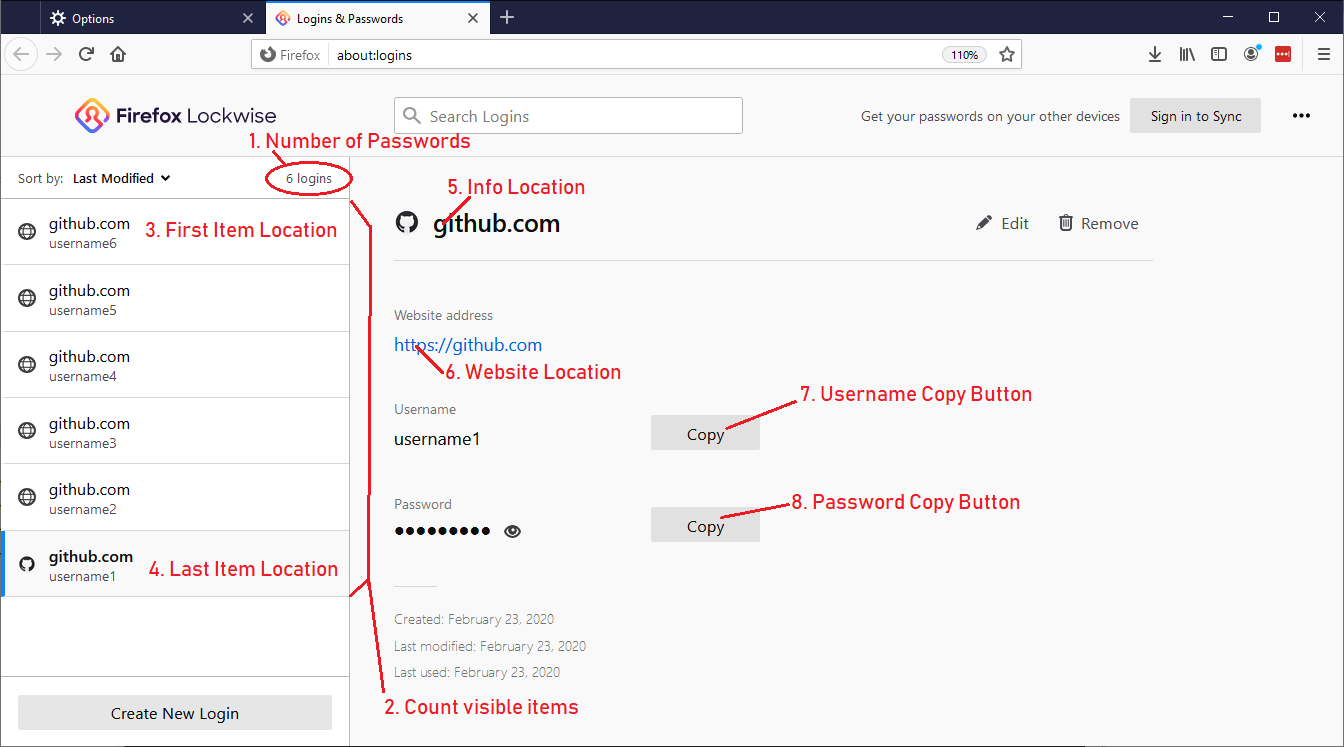 Options
Logins & Passwords
Firefox
about:logins
110%
Firefox Lockwise
Search Logins
Get your passwords on your other devices
Sign in to Sync
1. Number of Passwords
Sort by: Last Modified
6 logins
github.com
username6
3. First Item Location
github.com
username5
github.com
username4
github.com
username3
github.com
username2
github.com
username1
4. Last Item Location
Create New Login
5. Info Location
github.com
Edit
Remove
Website address
https://github.com
6. Website Location
7. Username Copy Button
Username
username1
Copy
8. Password Copy Button
Password
●●●●●●●●●
Copy
Created: February 23, 2020
Last modified: February 23, 2020
Last used: February 23, 2020
2. Count visible items